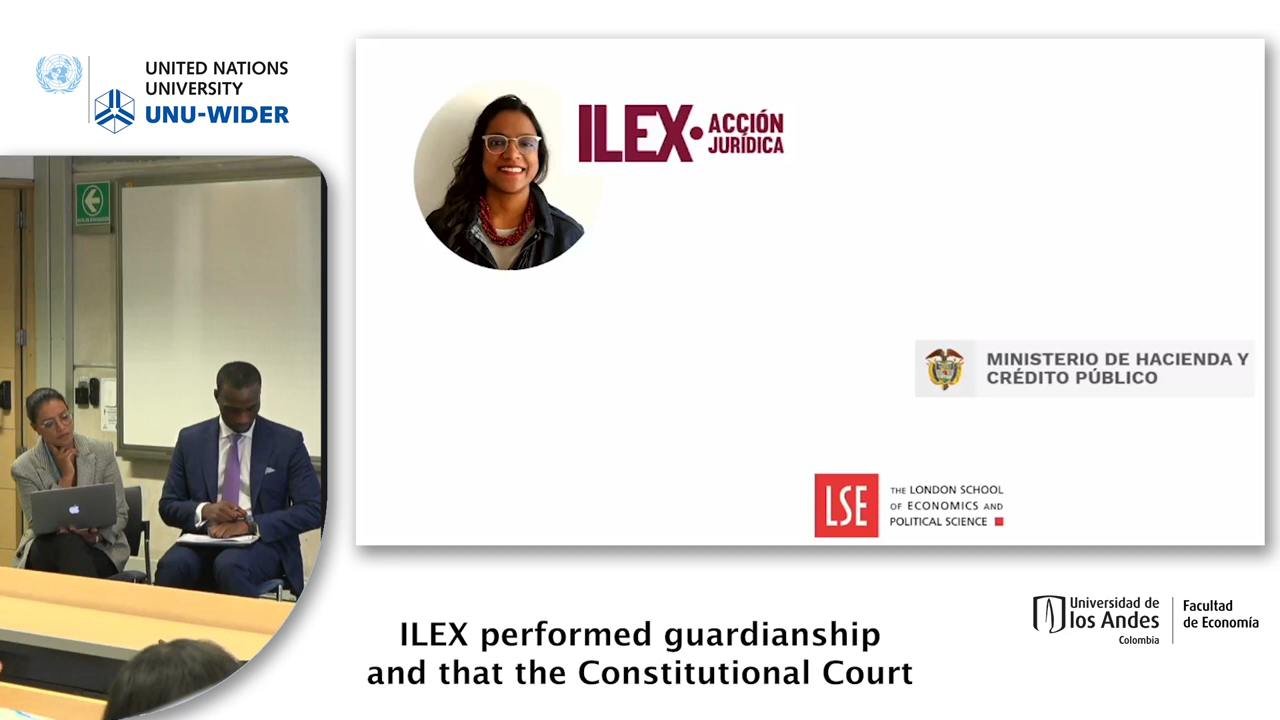 UNITED NATIONS
UNIVERSITY
UNU-WIDER
ILEX•ACCIÓN
JURÍDICA
MINISTERIO DE HACIENDA Y
CRÉDITO PÚBLICO
LSE
THE LONDON SCHOOL
OF ECONOMICS AND
POLITICAL SCIENCE
Universidad de
los Andes
Colombia
Facultad
de Economía
ILEX performed guardianship
and that the Constitutional Court